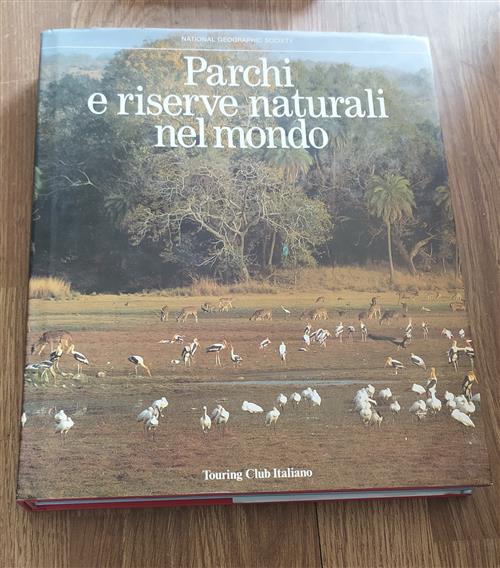 NATIONAL GEOGRAPHIC SOCIETY
Parchi
e riserve naturali
nel mondo
Touring Club Italiano